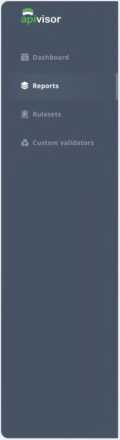 apivisor
Dashboard
Reports
Rulesets
Custom validators